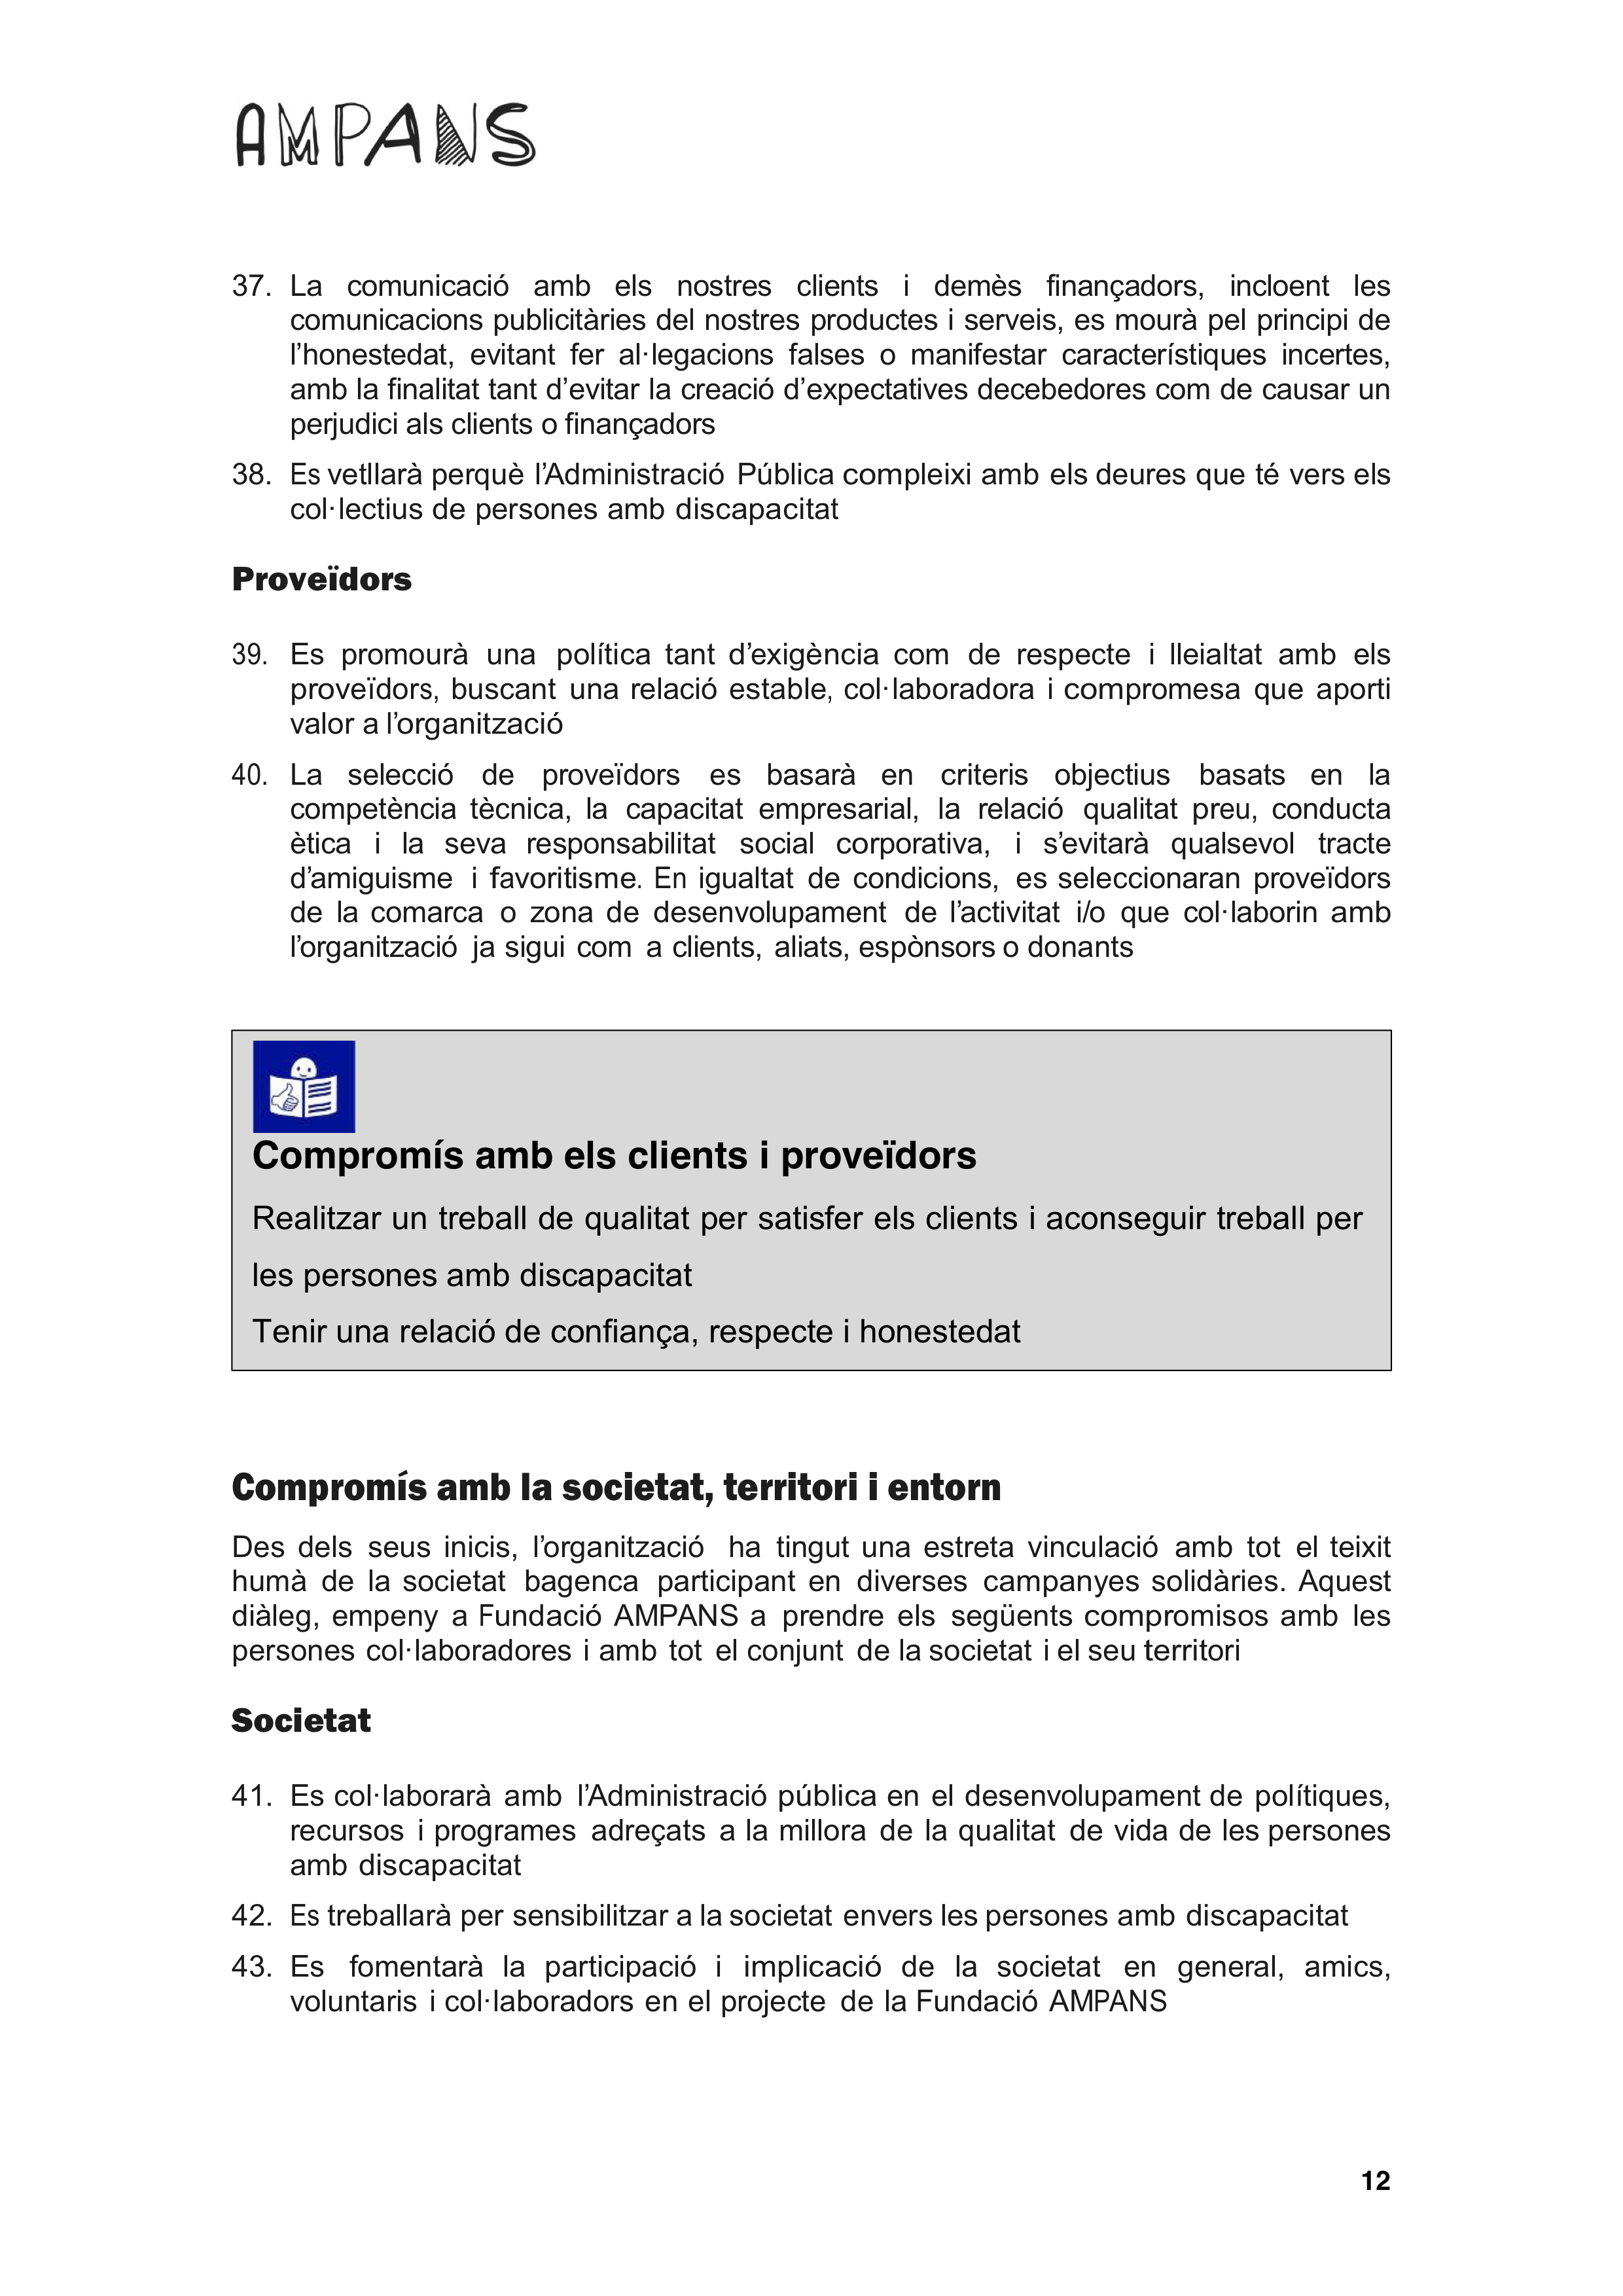 AMPANS
37. La comunicació amb els nostres clients i demès finançadors, incloent les
comunicacions publicitàries del nostres productes i serveis, es mourà pel principi de
l’honestedat, evitant fer al·legacions falses o manifestar característiques incertes,
amb la finalitat tant d’evitar la creació d’expectatives decebedores com de causar un
perjudici als clients o finançadors
38. Es vetllarà perquè l’Administració Pública compleixi amb els deures que té vers els
col·lectius de persones amb discapacitat
Proveïdors
39. Es promourà una política tant d’exigència com de respecte i lleialtat amb els
proveïdors, buscant una relació estable, col·laboradora i compromesa que aporti
valor a l’organització
40. La selecció de proveïdors es basarà en criteris objectius basats en la
competència tècnica, la capacitat empresarial, la relació qualitat preu, conducta
ètica i la seva responsabilitat social corporativa, i s’evitarà qualsevol tracte
d’amiguisme i favoritisme. En igualtat de condicions, es seleccionaran proveïdors
de la comarca o zona de desenvolupament de l’activitat i/o que col·laborin amb
l’organització ja sigui com a clients, aliats, espònsors o donants
Compromís amb els clients i proveïdors
Realitzar un treball de qualitat per satisfer els clients i aconseguir treball per
les persones amb discapacitat
Tenir una relació de confiança, respecte i honestedat
Compromís amb la societat, territori i entorn
Des dels seus inicis, l’organització ha tingut una estreta vinculació amb tot el teixit
humà de la societat bagenca participant en diverses campanyes solidàries. Aquest
diàleg, empeny a Fundació AMPANS a prendre els següents compromisos amb les
persones col·laboradores i amb tot el conjunt de la societat i el seu territori
Societat
41. Es col·laborarà amb l’Administració pública en el desenvolupament de polítiques,
recursos i programes adreçats a la millora de la qualitat de vida de les persones
amb discapacitat
42. Es treballarà per sensibilitzar a la societat envers les persones amb discapacitat
43. Es fomentarà la participació i implicació de la societat en general, amics,
voluntaris i col·laboradors en el projecte de la Fundació AMPANS
12